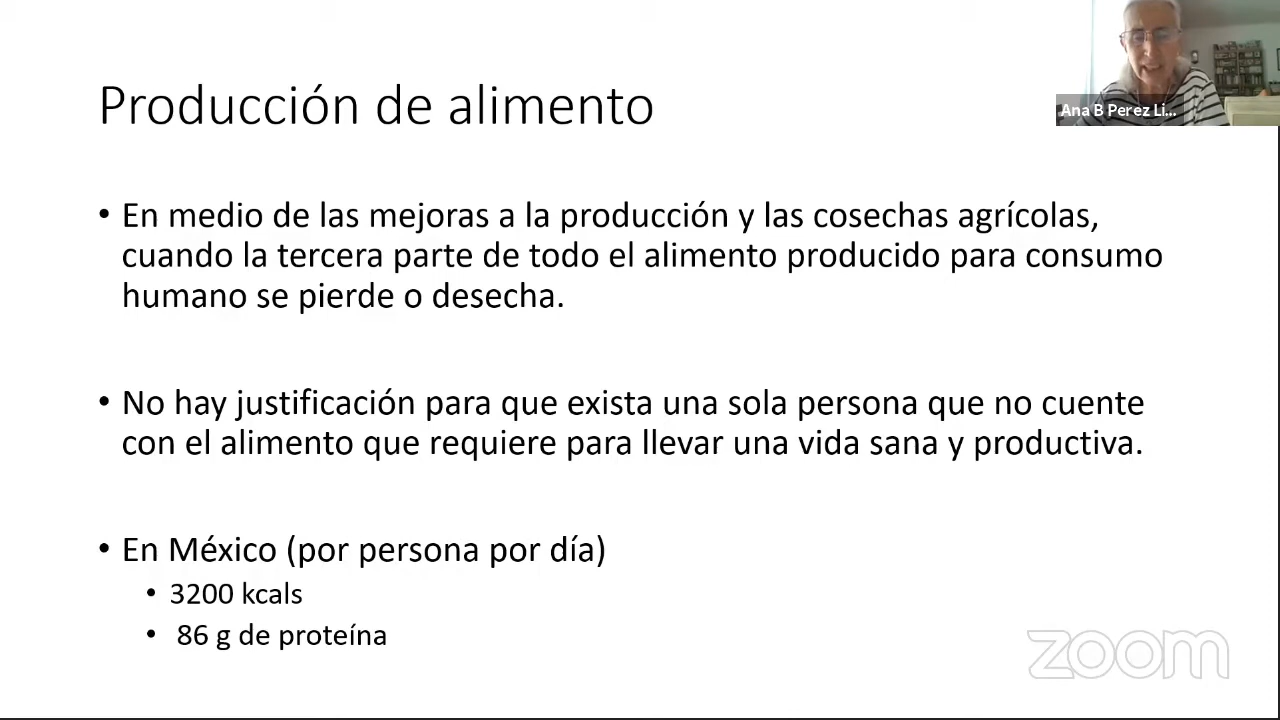 Producción de alimento
Ana B Perez Li...
• En medio de las mejoras a la producción y las cosechas agrícolas,
cuando la tercera parte de todo el alimento producido para consumo
humano se pierde o desecha.
• No hay justificación para que exista una sola persona que no cuente
con el alimento que requiere para llevar una vida sana y productiva.
• En México (por persona por día)
• 3200 kcals
• 86 g de proteína
zoom